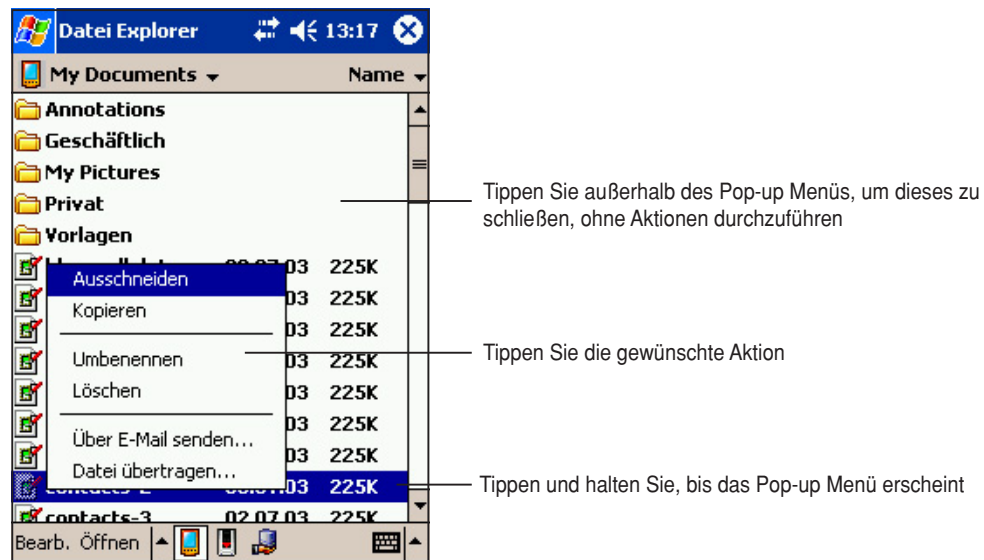 Datei Explorer 13:17
My Documents Name
Annotations
Geschäftlich
My Pictures
Privat
Vorlagen
225K
Ausschneiden
03 225K
Kopieren
03 225K
Umbenennen 03 225K
Löschen 03 225K
03 225K
Über E-Mail senden...
03 225K
Datei übertragen...
03 225K
contacts-3 02.07.03 225K
Bearb. Öffnen
Tippen Sie außerhalb des Pop-up Menüs, um dieses zu
schließen, ohne Aktionen durchzuführen
Tippen Sie die gewünschte Aktion
Tippen und halten Sie, bis das Pop-up Menü erscheint